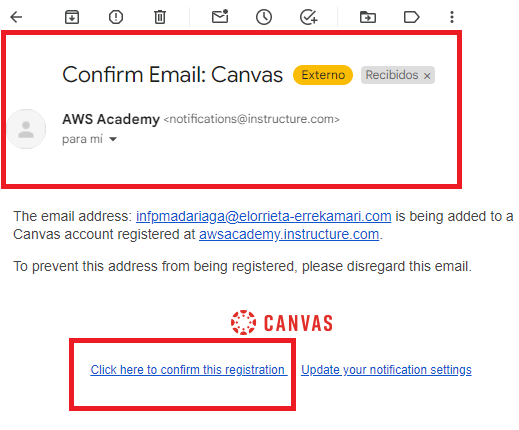 Confirm Email: Canvas Externo Recibidos ×
AWS Academy <notifications@instructure.com>
para mí
The email address: infpmadariaga@elorrieta-errekamari.com is being added to a
Canvas account registered at awsacademy.instructure.com.
To prevent this address from being registered, please disregard this email.
CANVAS
Click here to confirm this registration Update your notification settings